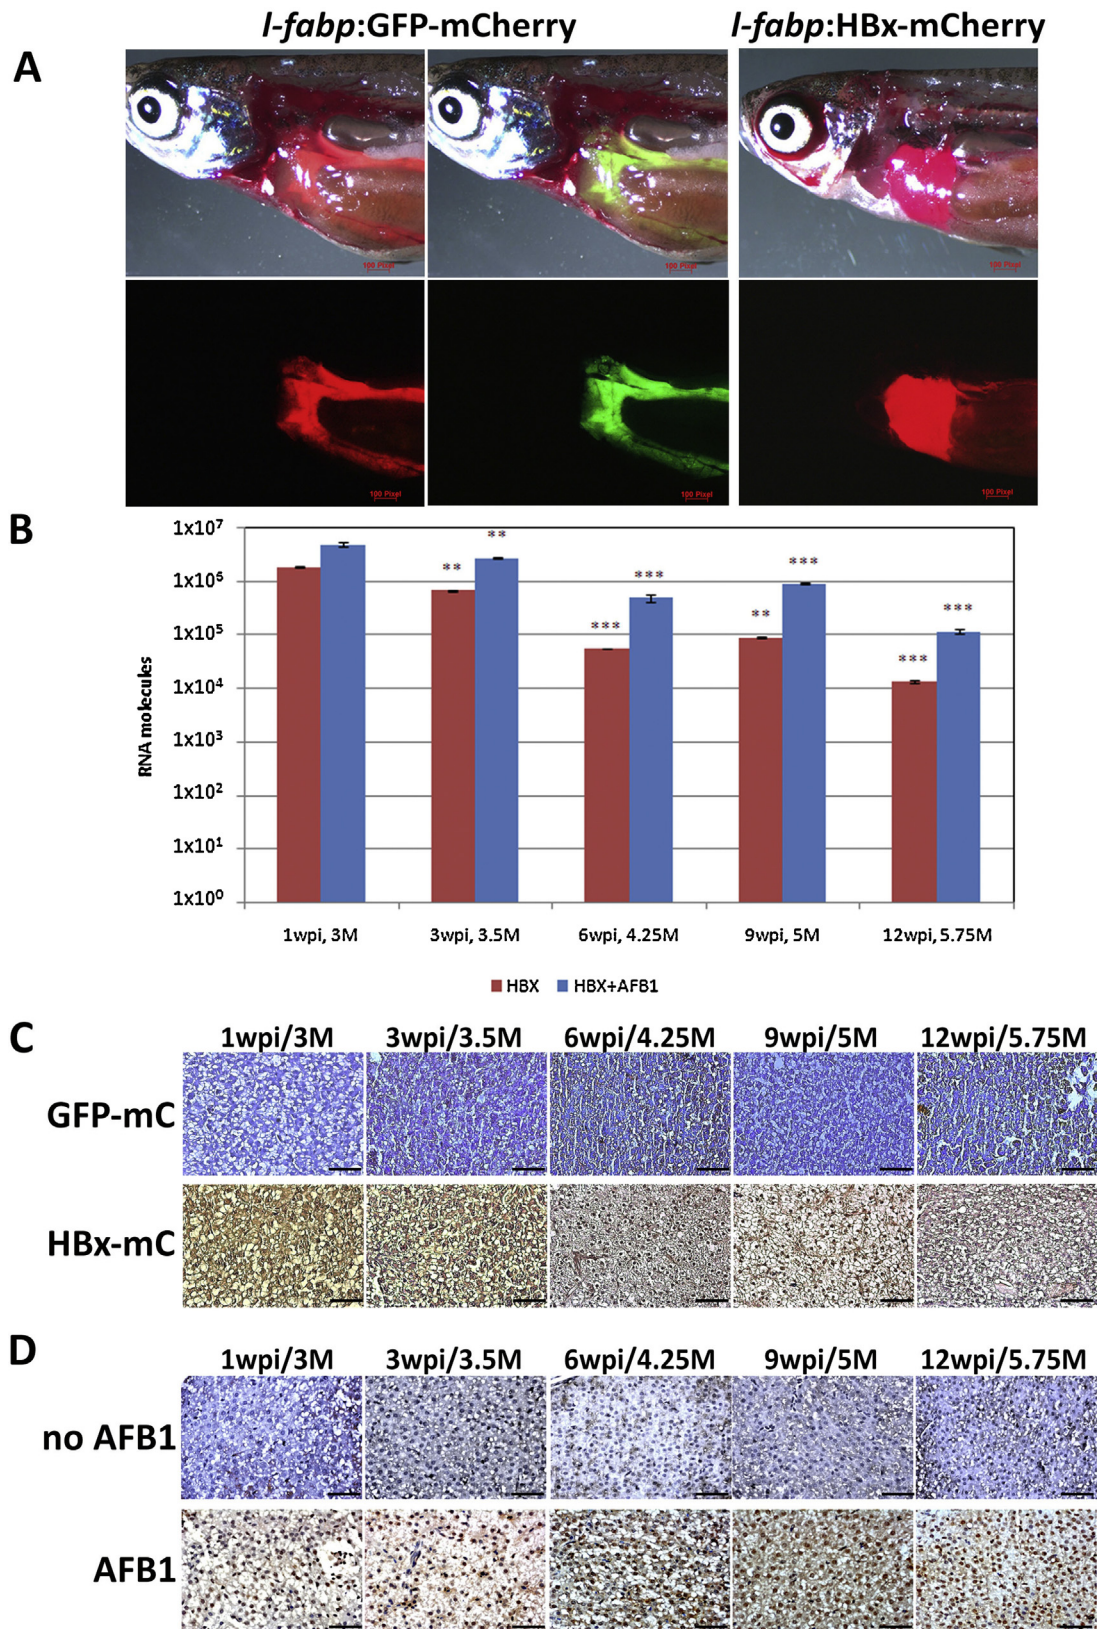 l-fabp:GFP-mCherry l-fabp:HBx-mCherry
A
100 Pixel 100 Pixel 100 Pixel
100 Pixel 100 Pixel 100 Pixel
B
RNA molecules
1x10⁷
1x10⁶
1x10⁵
1x10⁴
1x10³
1x10²
1x10¹
1x10⁰
** ** *** *** ** *** *** ***
1wpi, 3M 3wpi, 3.5M 6wpi, 4.25M 9wpi, 5M 12wpi, 5.75M
HBX HBX+AFB1
C
1wpi/3M 3wpi/3.5M 6wpi/4.25M 9wpi/5M 12wpi/5.75M
GFP-mC
HBx-mC
D
1wpi/3M 3wpi/3.5M 6wpi/4.25M 9wpi/5M 12wpi/5.75M
no AFB1
AFB1